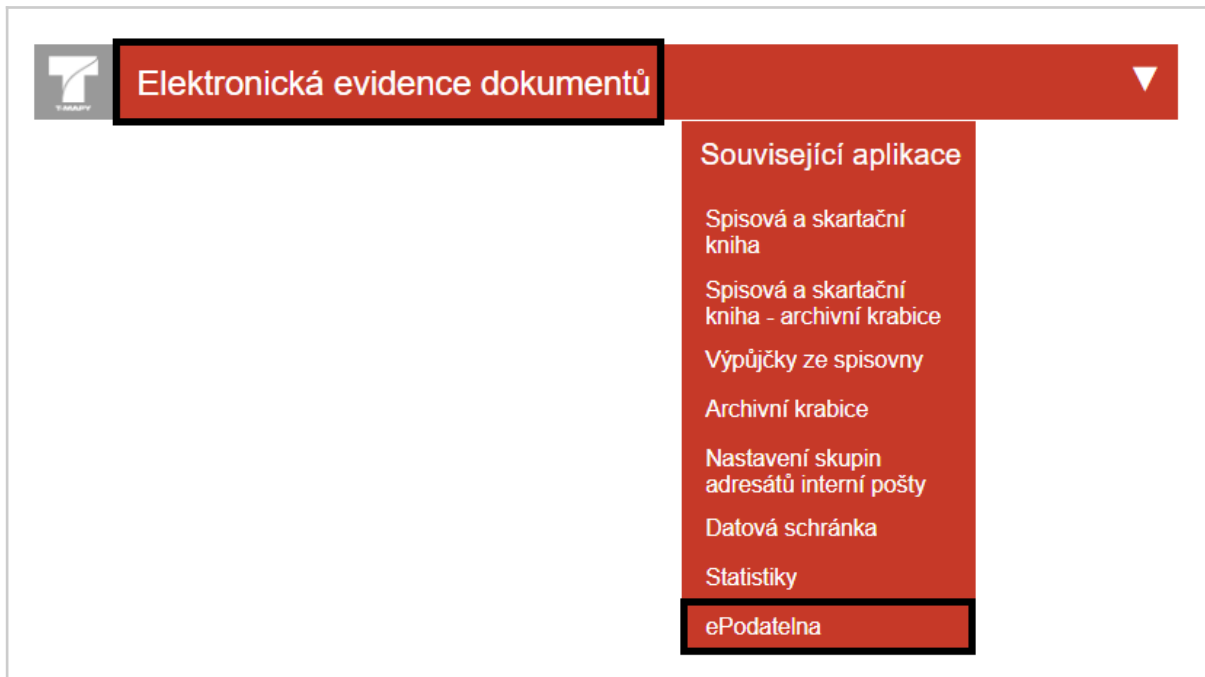 T-MAPY
Elektronická evidence dokumentů
Související aplikace
Spisová a skartační
kniha
Spisová a skartační
kniha - archivní krabice
Výpůjčky ze spisovny
Archivní krabice
Nastavení skupin
adresátů interní pošty
Datová schránka
Statistiky
ePodatelna